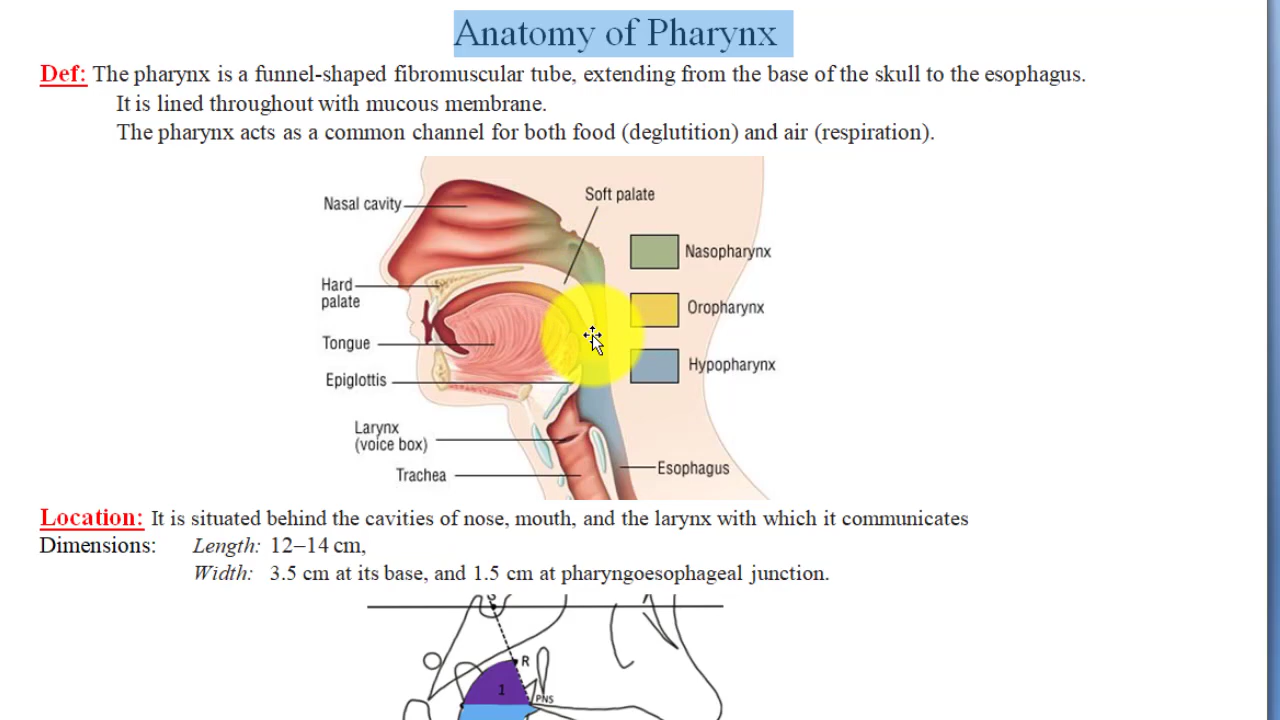 Anatomy of Pharynx
Def: The pharynx is a funnel-shaped fibromuscular tube, extending from the base of the skull to the esophagus.
It is lined throughout with mucous membrane.
The pharynx acts as a common channel for both food (deglutition) and air (respiration).
Soft palate
Nasal cavity
Nasopharynx
Hard
palate
Oropharynx
Tongue
Hypopharynx
Epiglottis
Larynx
(voice box)
Esophagus
Trachea
Location: It is situated behind the cavities of nose, mouth, and the larynx with which it communicates
Dimensions: Length: 12–14 cm,
Width: 3.5 cm at its base, and 1.5 cm at pharyngoesophageal junction.
R
1
PNS